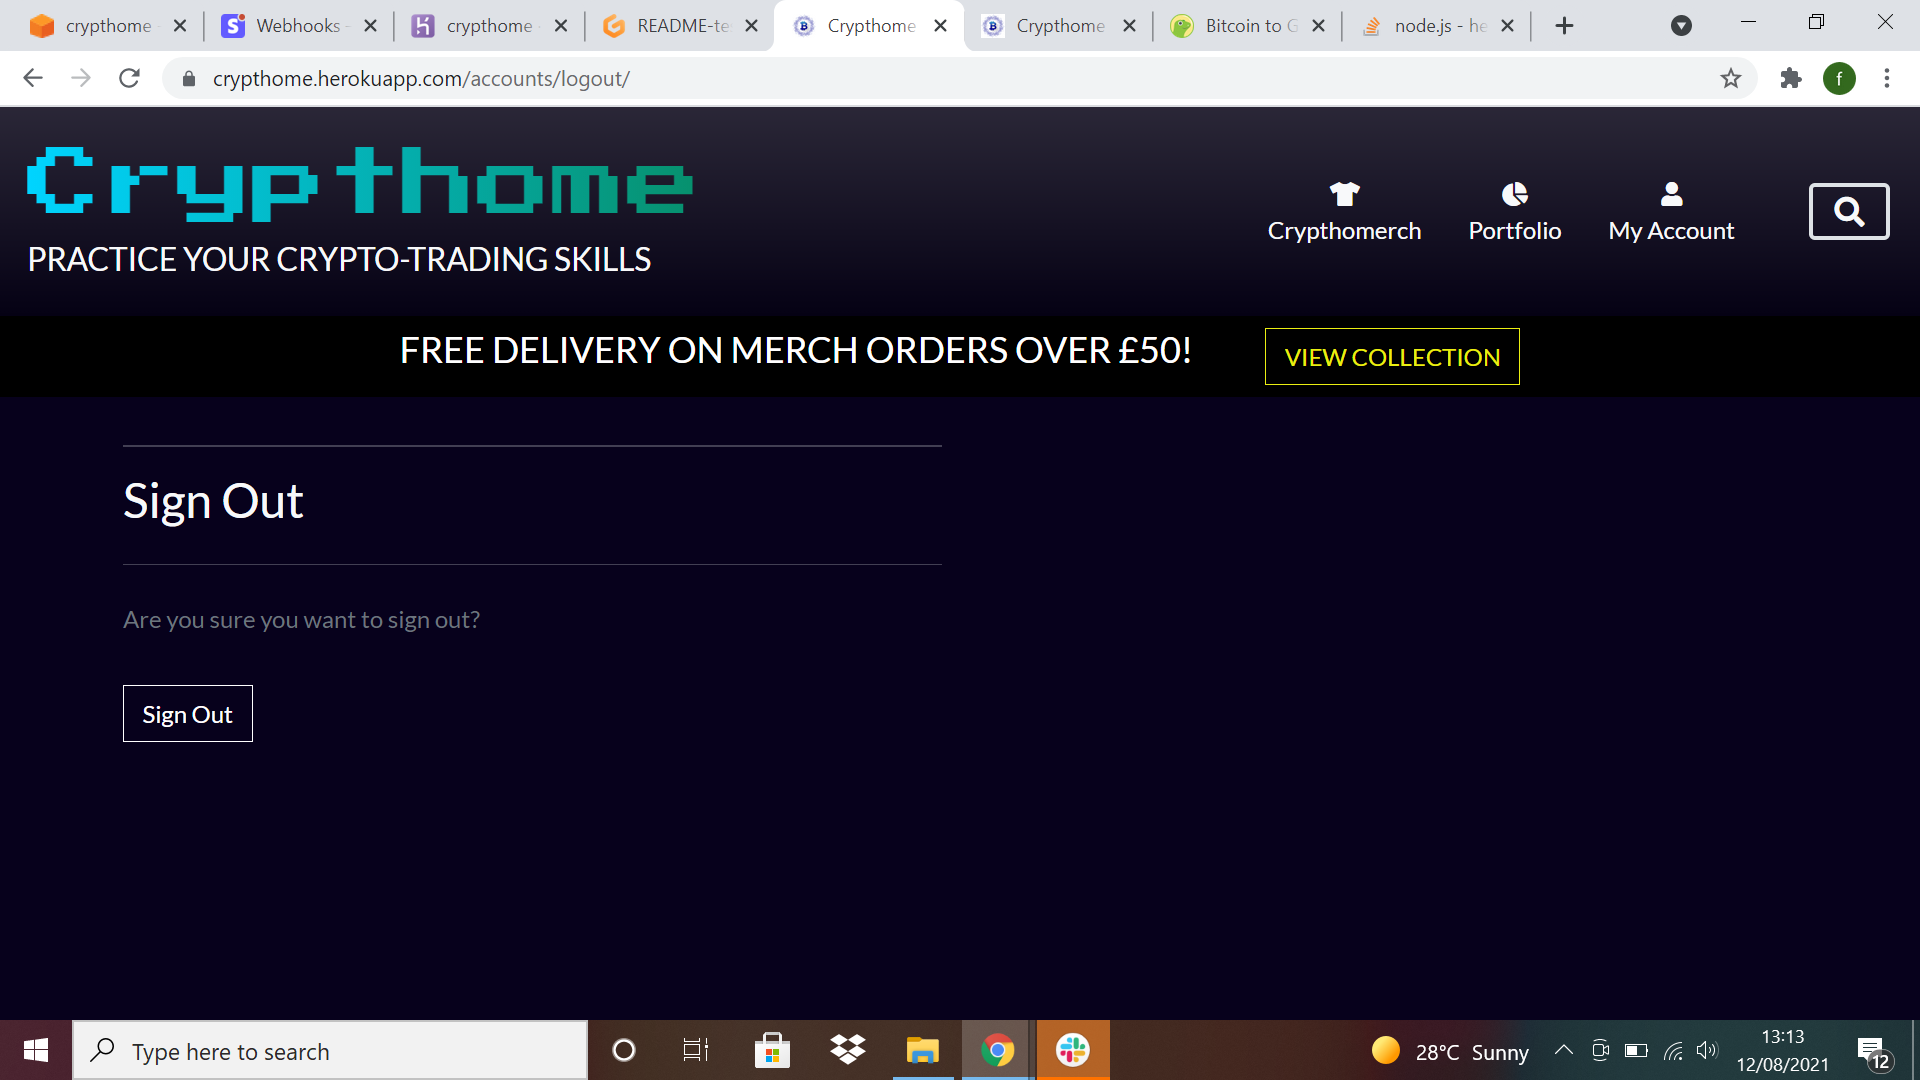 crypthome
Webhooks -
crypthome
README-te
Crypthome
Crypthome
Bitcoin to G
node.js - he
crypthome.herokuapp.com/accounts/logout/
f
Crypthome
PRACTICE YOUR CRYPTO-TRADING SKILLS
Crypthomerch
Portfolio
My Account
FREE DELIVERY ON MERCH ORDERS OVER £50!
VIEW COLLECTION
Sign Out
Are you sure you want to sign out?
Sign Out
Type here to search
28°C Sunny
13:13
12/08/2021
12